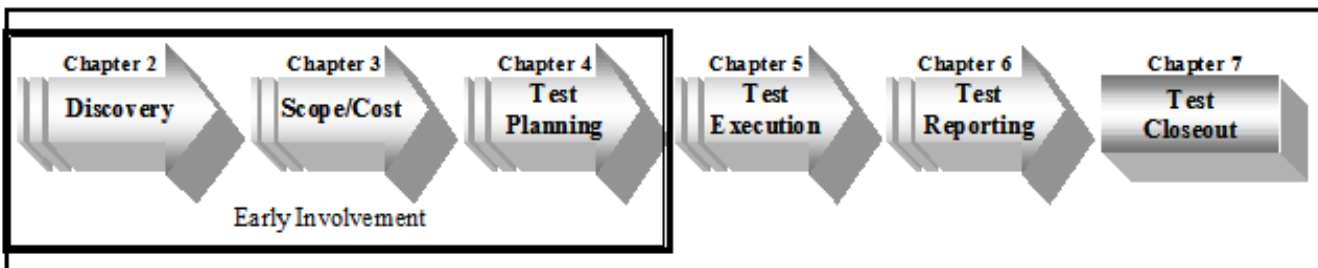 Chapter 2
Discovery
Chapter 3
Scope/Cost
Chapter 4
Test
Planning
Chapter 5
Test
Execution
Chapter 6
Test
Reporting
Chapter 7
Test
Closeout
Early Involvement